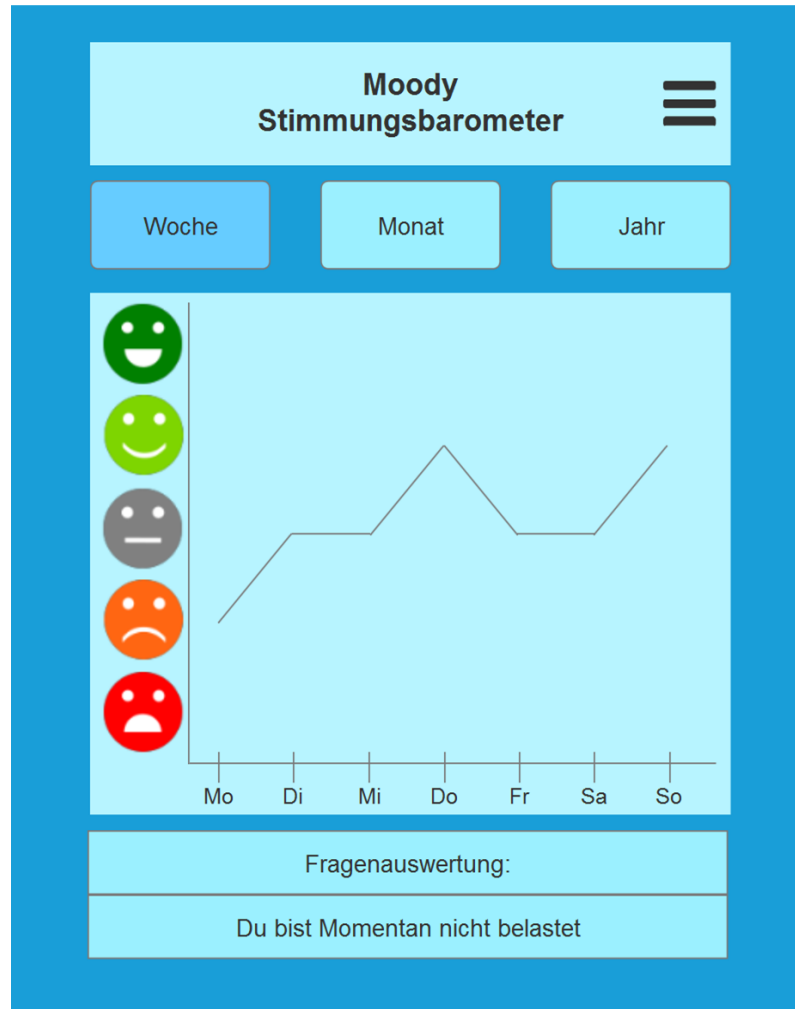 Moody
Stimmungsbarometer
Woche Monat Jahr
Mo Di Mi Do Fr Sa So
Fragenauswertung:
Du bist Momentan nicht belastet